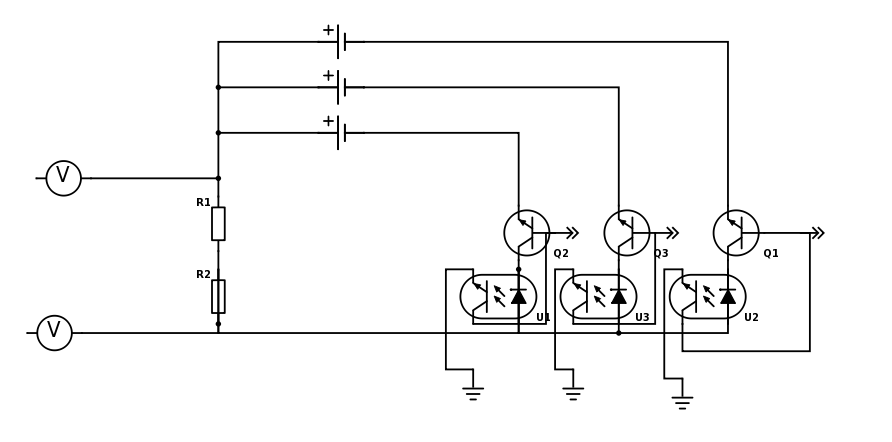 +
+
+
V
R1
Q2
Q3
Q1
R2
U1
U3
U2
V